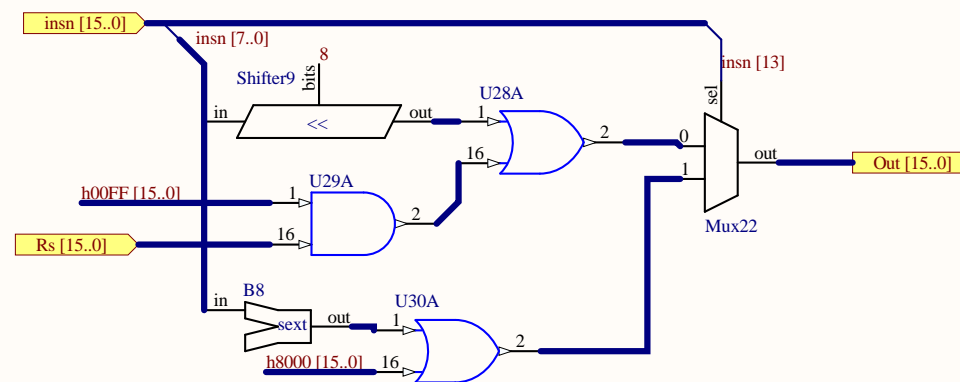 insn [15..0]
insn [7..0]
8
bits
Shifter9
in
<<
out
U28A
1
16
2
insn [13]
sel
0
1
out
Out [15..0]
Mux22
U29A
h00FF [15..0]
1
2
Rs [15..0]
16
B8
in
sext
out
U30A
1
2
h8000 [15..0]
16